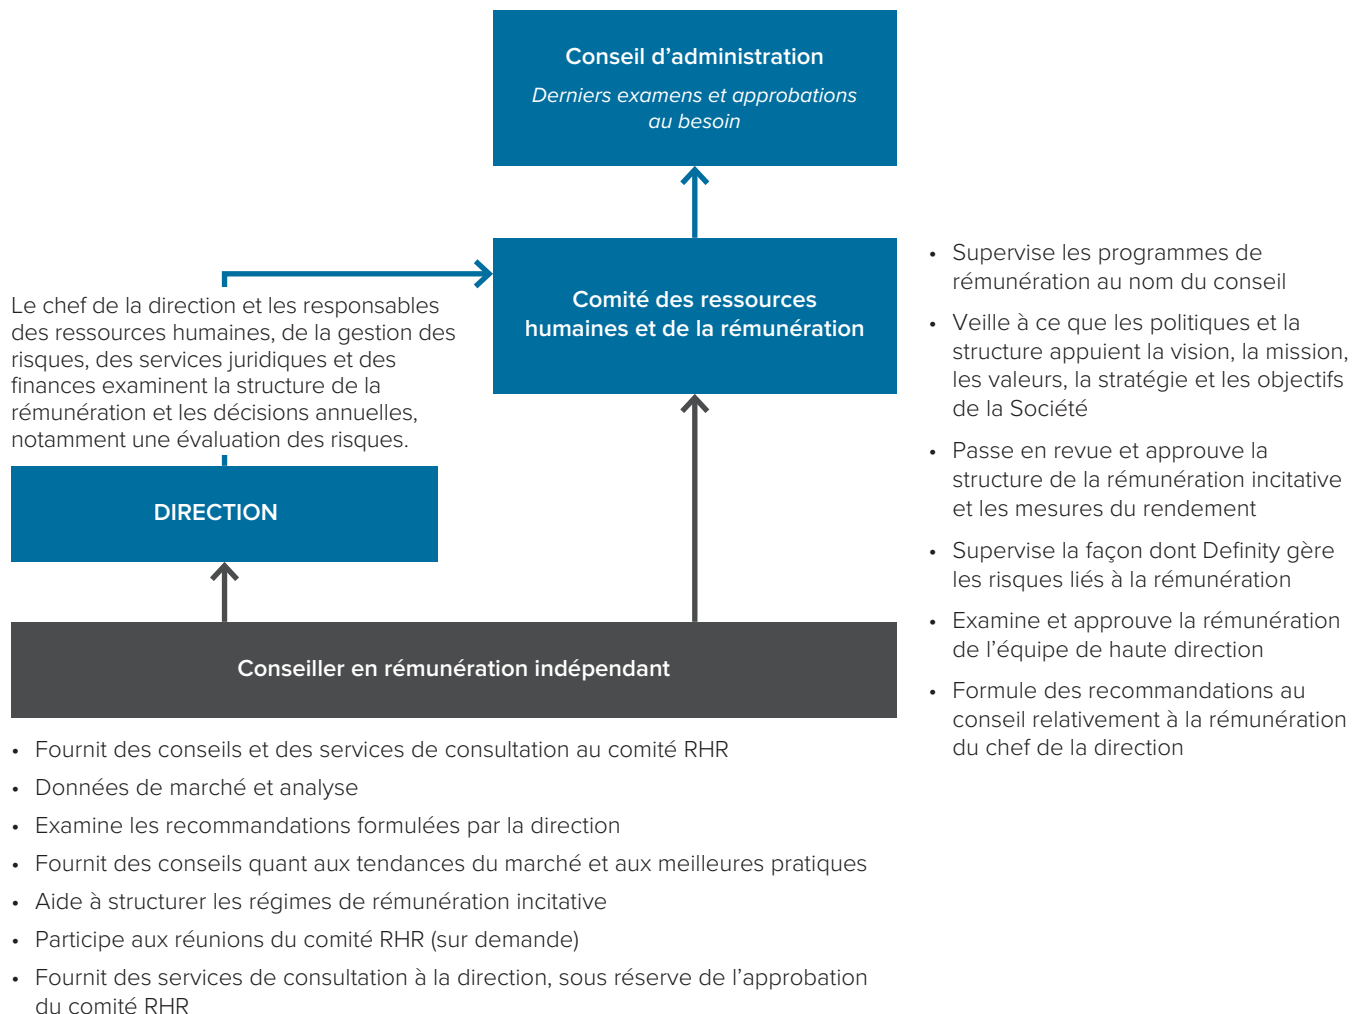 Conseil d’administration
Derniers examens et approbations
au besoin
Comité des ressources
humaines et de la rémunération
Le chef de la direction et les responsables
des ressources humaines, de la gestion des
risques, des services juridiques et des
finances examinent la structure de la
rémunération et les décisions annuelles,
notamment une évaluation des risques.
DIRECTION
Conseiller en rémunération indépendant
• Fournit des conseils et des services de consultation au comité RHR
• Données de marché et analyse
• Examine les recommandations formulées par la direction
• Fournit des conseils quant aux tendances du marché et aux meilleures pratiques
• Aide à structurer les régimes de rémunération incitative
• Participe aux réunions du comité RHR (sur demande)
• Fournit des services de consultation à la direction, sous réserve de l’approbation
du comité RHR
• Supervise les programmes de
rémunération au nom du conseil
• Veille à ce que les politiques et la
structure appuient la vision, la mission,
les valeurs, la stratégie et les objectifs
de la Société
• Passe en revue et approuve la
structure de la rémunération incitative
et les mesures du rendement
• Supervise la façon dont Definity gère
les risques liés à la rémunération
• Examine et approuve la rémunération
de l’équipe de haute direction
• Formule des recommandations au
conseil relativement à la rémunération
du chef de la direction